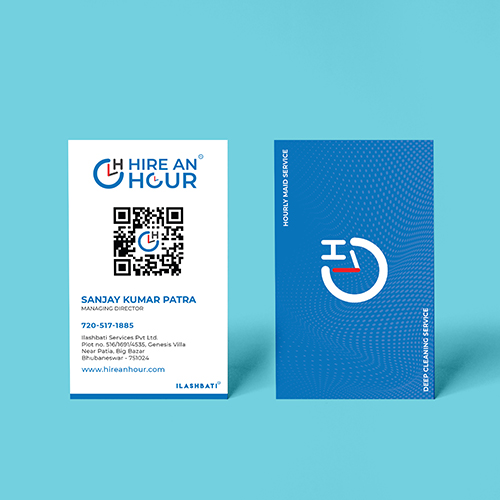 HIRE AN
HOUR
SANJAY KUMAR PATRA
MANAGING DIRECTOR
720-517-1885
Ilashbati Services Pvt Ltd.
Plot no. 516/1691/4535, Genesis Villa
Near Patia, Big Bazar
Bhubaneswar - 751024
www.hireanhour.com
ILASHBATI
HOURLY MAID SERVICE
H
DEEP CLEANING SERVICE